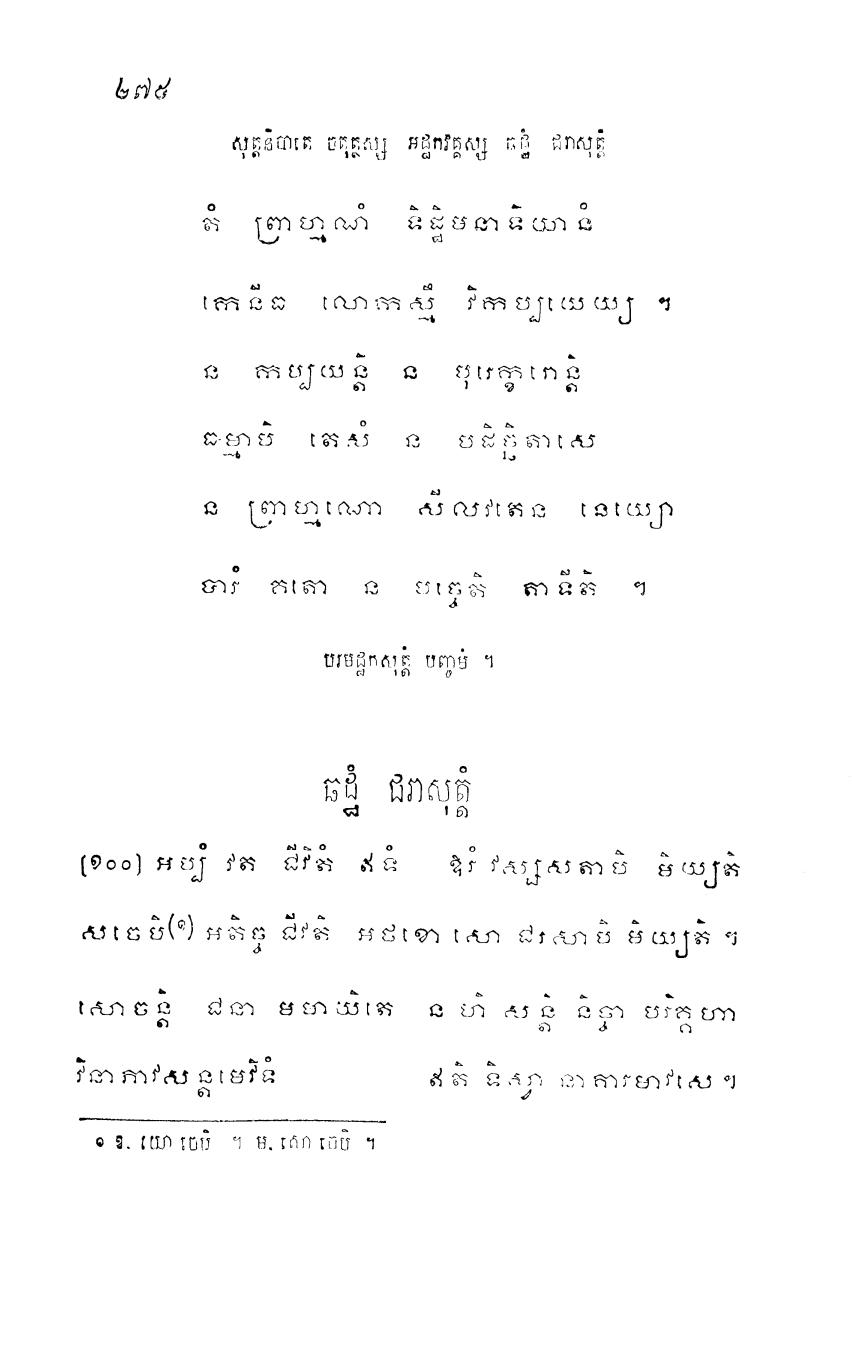 ២៧៥
សុត្តនិបាតេ ចតុត្ថស្ស អដ្ឋកវគ្គស្ស ឆដ្ឋំ ជរាសុត្តំ
តំ ព្រាហ្មណំ ទិដ្ឋិមនាទិយានំ
កេនីធ លោកស្មឹ វិកប្បយេយ្យ ។
ន កប្បយន្តិ ន បុរេក្ខរោន្តិ
ធម្មាបិ តេសំ ន បដិច្ឆិតាសេ
ន ព្រាហ្មណោ សីលវតេន នេយ្យោ
បារំ គតោ ន បច្ចេតិ តាទីតិ ។
បរមដ្ឋកសុត្តំ បញ្ចមំ ។
ឆដ្ឋំ ជរាសុត្តំ
[១០០] អប្បំ វត ជីវិតំ ឥទំ ឱរំ វស្សសតាបិ មិយ្យតិ
សចេបិ(១) អតិច្ច ជីវតិ អថខោ សោ ជរសាបិ មិយ្យតិ ។
សោចន្តិ ជនា មមាយិតេ ន ហិ សន្តិ និច្ចា បរិគ្គហា
វិនាភាវសន្តមេវិទំ ឥតិ ទិស្វា នាគារមាវសេ ។
១ ឱ. យោ ចេបិ ។ ម. សោ ចេបិ ។